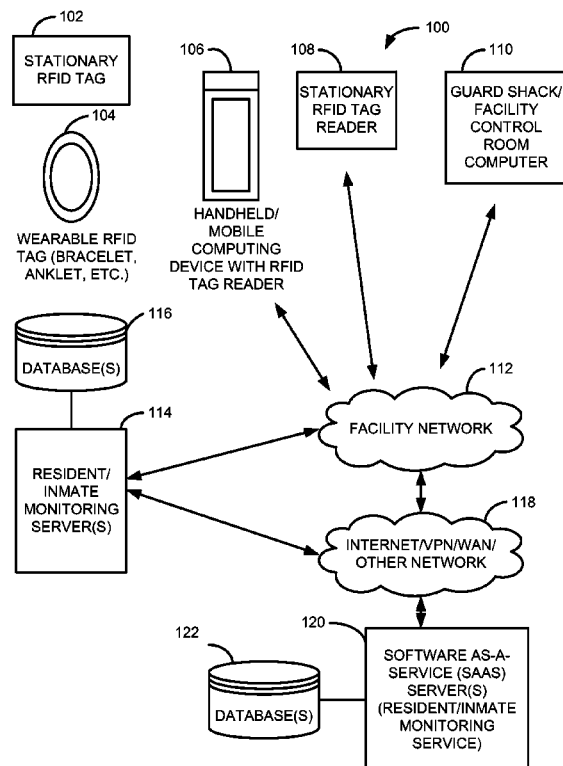 102
STATIONARY
RFID TAG
104
WEARABLE RFID
TAG (BRACELET,
ANKLET, ETC.)
106
HANDHELD/
MOBILE
COMPUTING
DEVICE WITH RFID
TAG READER
108
STATIONARY
RFID TAG
READER
100
110
GUARD SHACK/
FACILITY
CONTROL
ROOM
COMPUTER
116
DATABASE(S)
114
RESIDENT/
INMATE
MONITORING
SERVER(S)
112
FACILITY NETWORK
118
INTERNET/VPN/WAN/
OTHER NETWORK
122
DATABASE(S)
120
SOFTWARE AS-A-
SERVICE (SAAS)
SERVER(S)
(RESIDENT/INMATE
MONITORING
SERVICE)